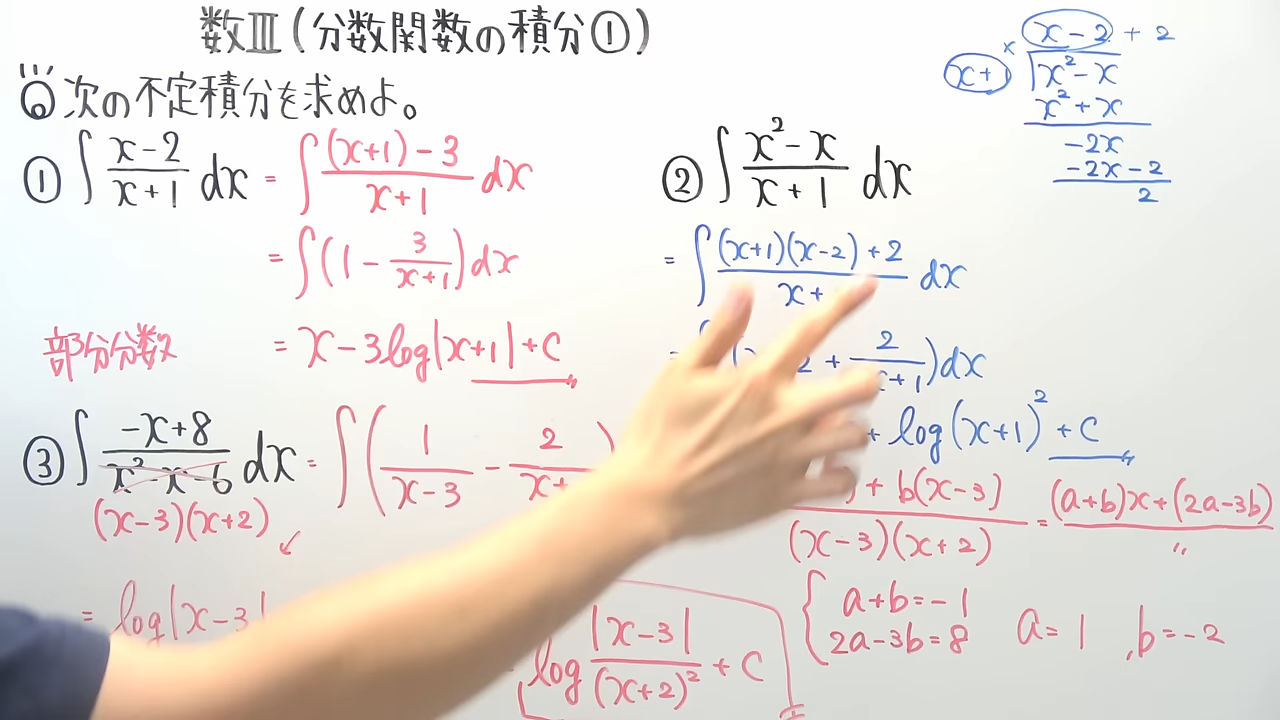 数Ⅲ(分数関数の積分①)
次の不定積分を求めよ。
① ∫ (x-2)/(x+1) dx = ∫ ((x+1)-3)/(x+1) dx
= ∫ (1 - 3/(x+1)) dx
= x-3log|x+1|+C
部分分数
② ∫ (x²-x)/(x+1) dx
= ∫ ((x+1)(x-2)+2)/(x+ dx
= 2 + 2/(x+1)) dx
+ log(x+1)² + C
x-2 + 2
x+1
x²-x
x²+x
-2x
-2x-2
2
③ ∫ (-x+8)/(x²-x-6) dx = ∫ ( 1/(x-3) - 2/(x+ )
(x-3)(x+2)
= log|x-3|
log |x-3|/(x+2)² + C
) + b(x-3)/(x-3)(x+2) = (a+b)x+(2a-3b)/〃
a+b=-1
2a-3b=8
a=1, b=-2